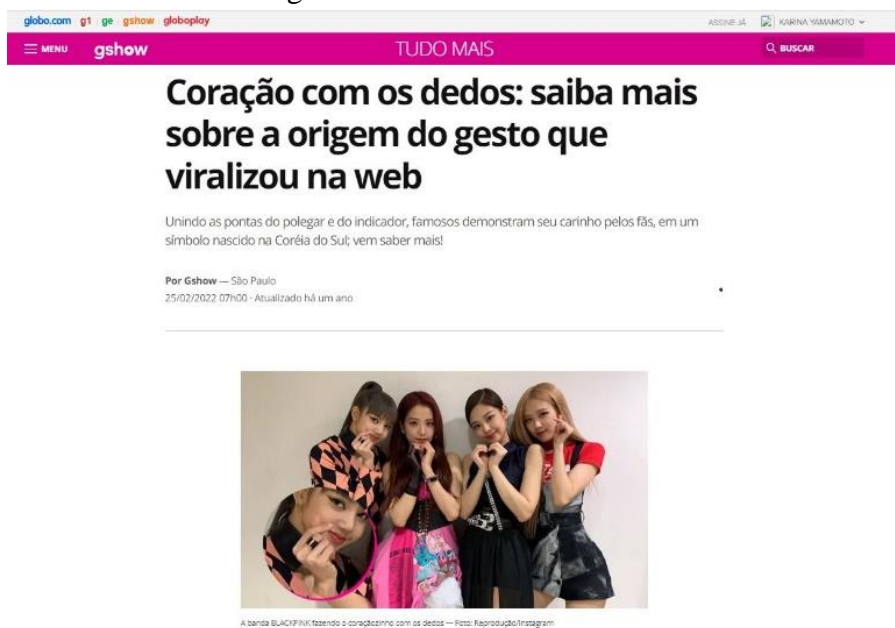 globo.com g1 ge gshow globoplay ASSINE JÁ KARINA YAMAMOTO
MENU gshow TUDO MAIS BUSCAR
Coração com os dedos: saiba mais
sobre a origem do gesto que
viralizou na web
Unindo as pontas do polegar e do indicador, famosos demonstram seu carinho pelos fãs, em um
símbolo nascido na Coréia do Sul; vem saber mais!
Por Gshow — São Paulo
25/02/2022 07h00 · Atualizado há um ano
A banda BLACKPINK fazendo o coraçãozinho com os dedos — Foto: Reprodução/Instagram